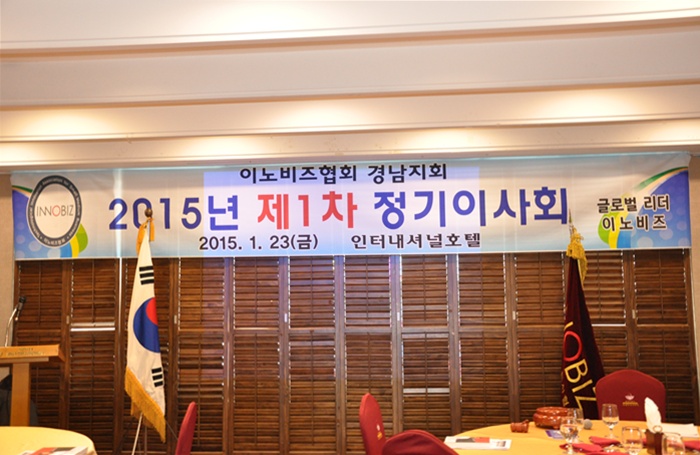 이노비즈협회 경남지회
INNOBIZ
2015년 제1차 정기이사회
글로벌 리더
이노비즈
2015. 1. 23(금) 인터내셔널호텔
NOBIZ